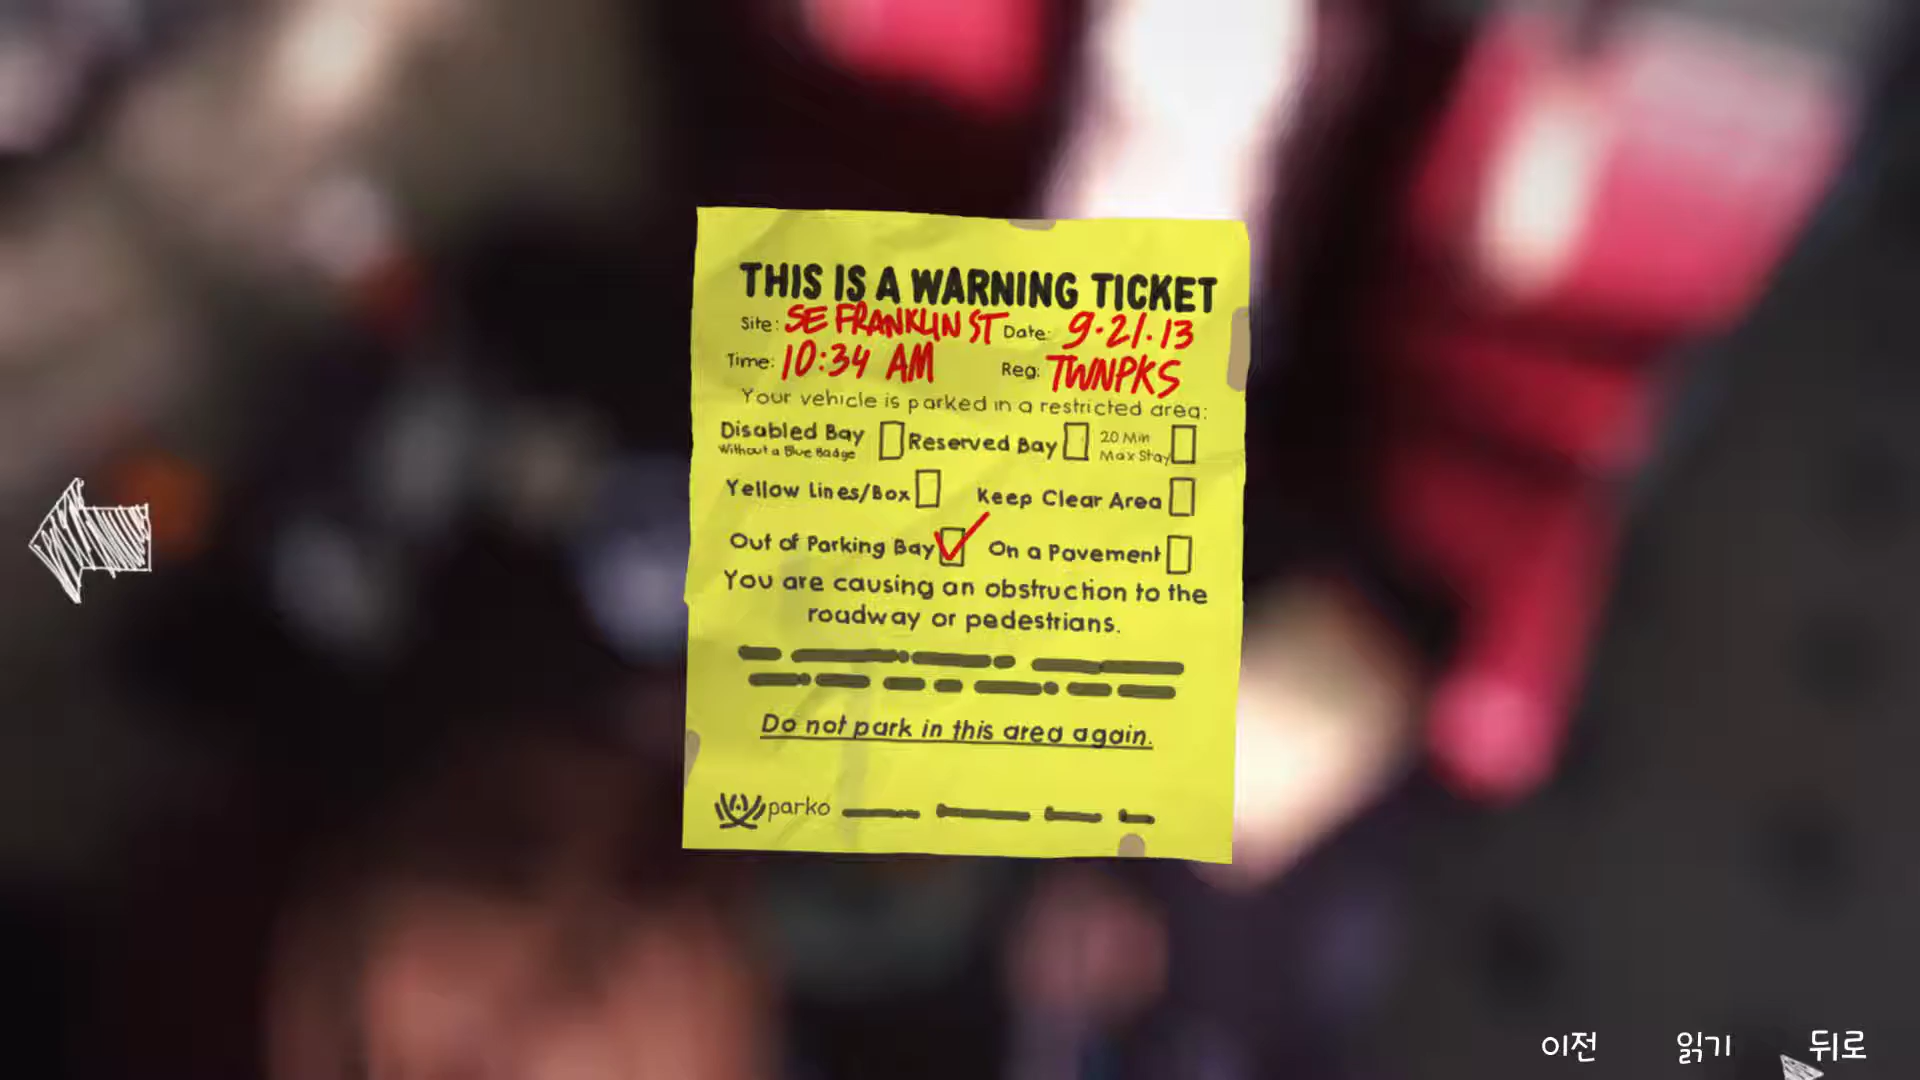 THIS IS A WARNING TICKET
Site: SE FRANKLIN ST Date: 9.21.13
Time: 10:34 AM Reg: TWNPKS
Your vehicle is parked in a restricted area:
Disabled Bay Reserved Bay 20 Min
Without a Blue Badge Max Stay
Yellow Lines/Box Keep Clear Area
Out of Parking Bay On a Pavement
You are causing an obstruction to the
roadway or pedestrians.
Do not park in this area again.
parko
이전 읽기 뒤로